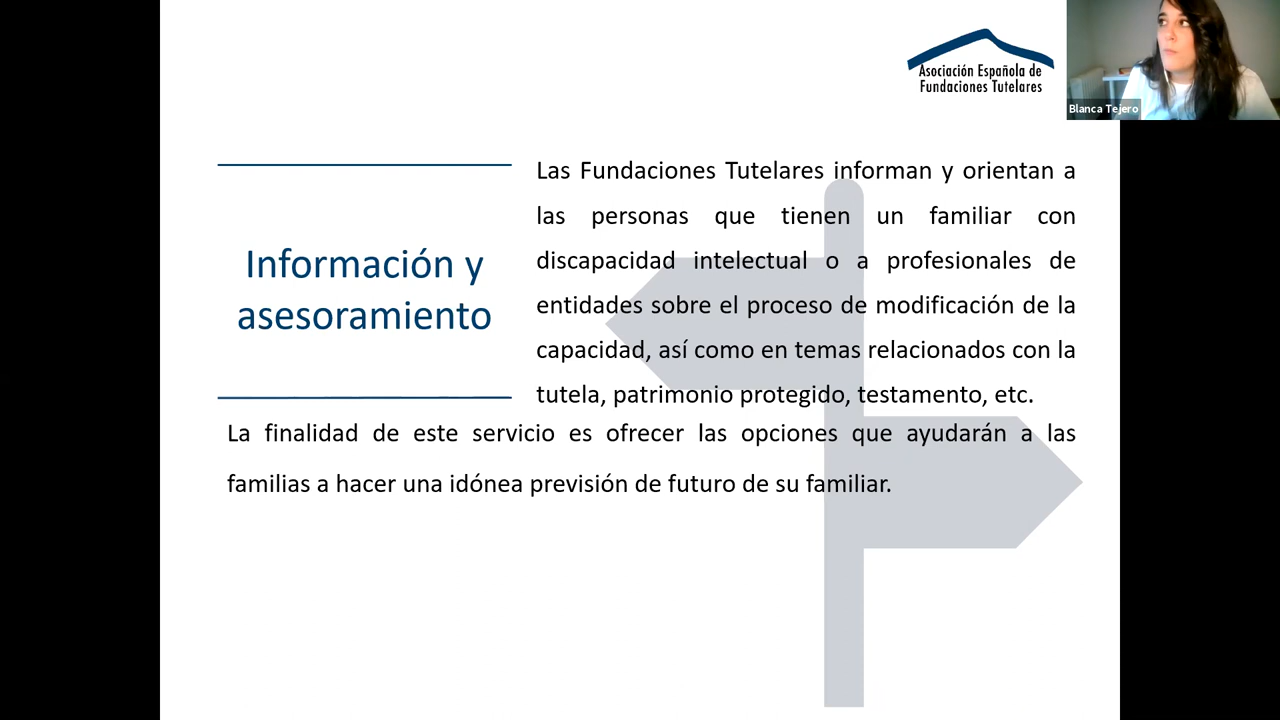 Asociación Española de
Fundaciones Tutelares
Blanca Tejero
Información y
asesoramiento
Las Fundaciones Tutelares informan y orientan a
las personas que tienen un familiar con
discapacidad intelectual o a profesionales de
entidades sobre el proceso de modificación de la
capacidad, así como en temas relacionados con la
tutela, patrimonio protegido, testamento, etc.
La finalidad de este servicio es ofrecer las opciones que ayudarán a las
familias a hacer una idónea previsión de futuro de su familiar.